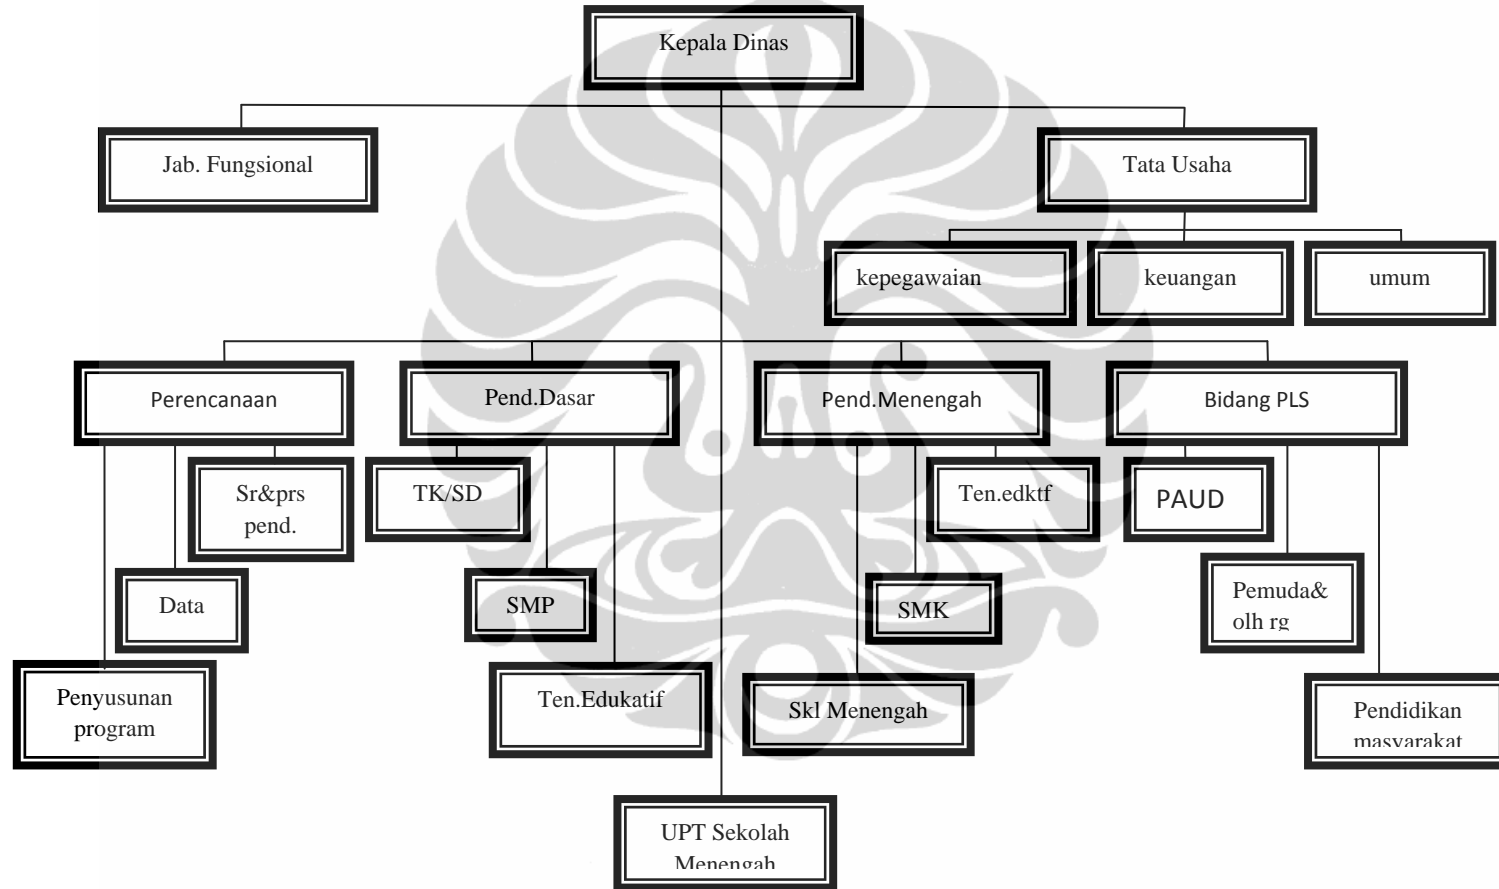 Kepala Dinas
Jab. Fungsional
Tata Usaha
kepegawaian
keuangan
umum
Perencanaan
Pend.Dasar
Pend.Menengah
Bidang PLS
Sr&prs
pend.
TK/SD
Ten.edktf
PAUD
Data
SMP
SMK
Pemuda&
olh rg
Penyusunan
program
Ten.Edukatif
Skl Menengah
Pendidikan
masyarakat
UPT Sekolah
Menengah